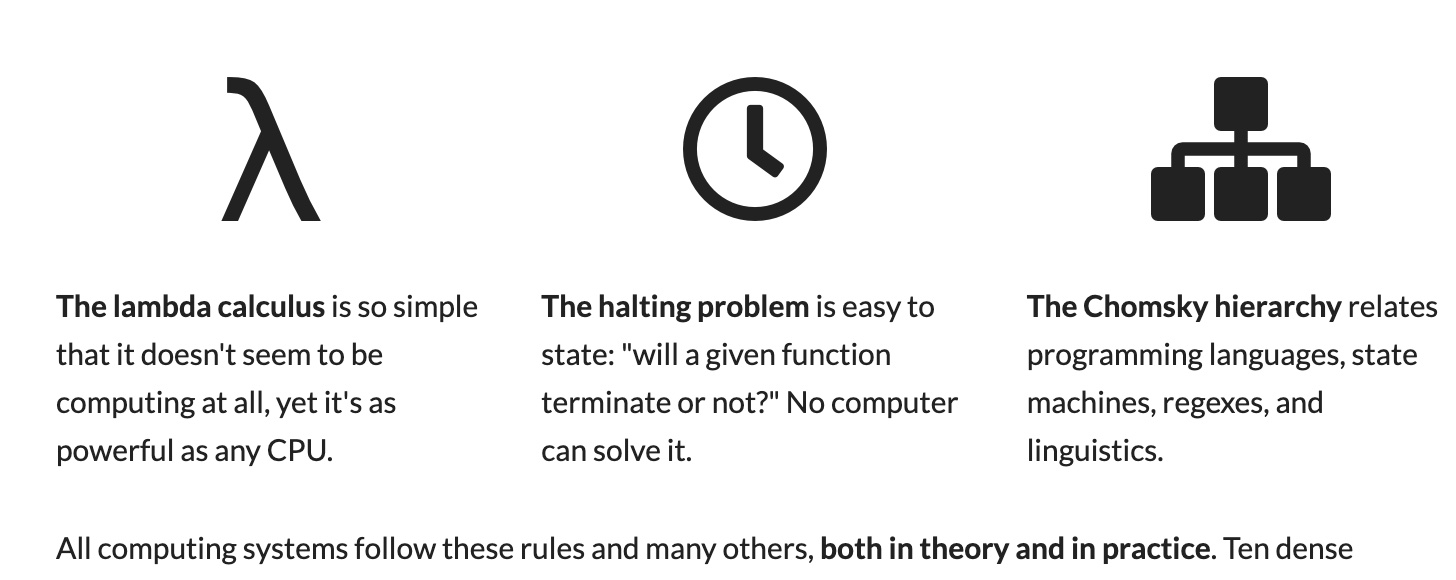 λ
The lambda calculus is so simple
that it doesn't seem to be
computing at all, yet it's as
powerful as any CPU.
The halting problem is easy to
state: "will a given function
terminate or not?" No computer
can solve it.
The Chomsky hierarchy relates
programming languages, state
machines, regexes, and
linguistics.
All computing systems follow these rules and many others, both in theory and in practice. Ten dense